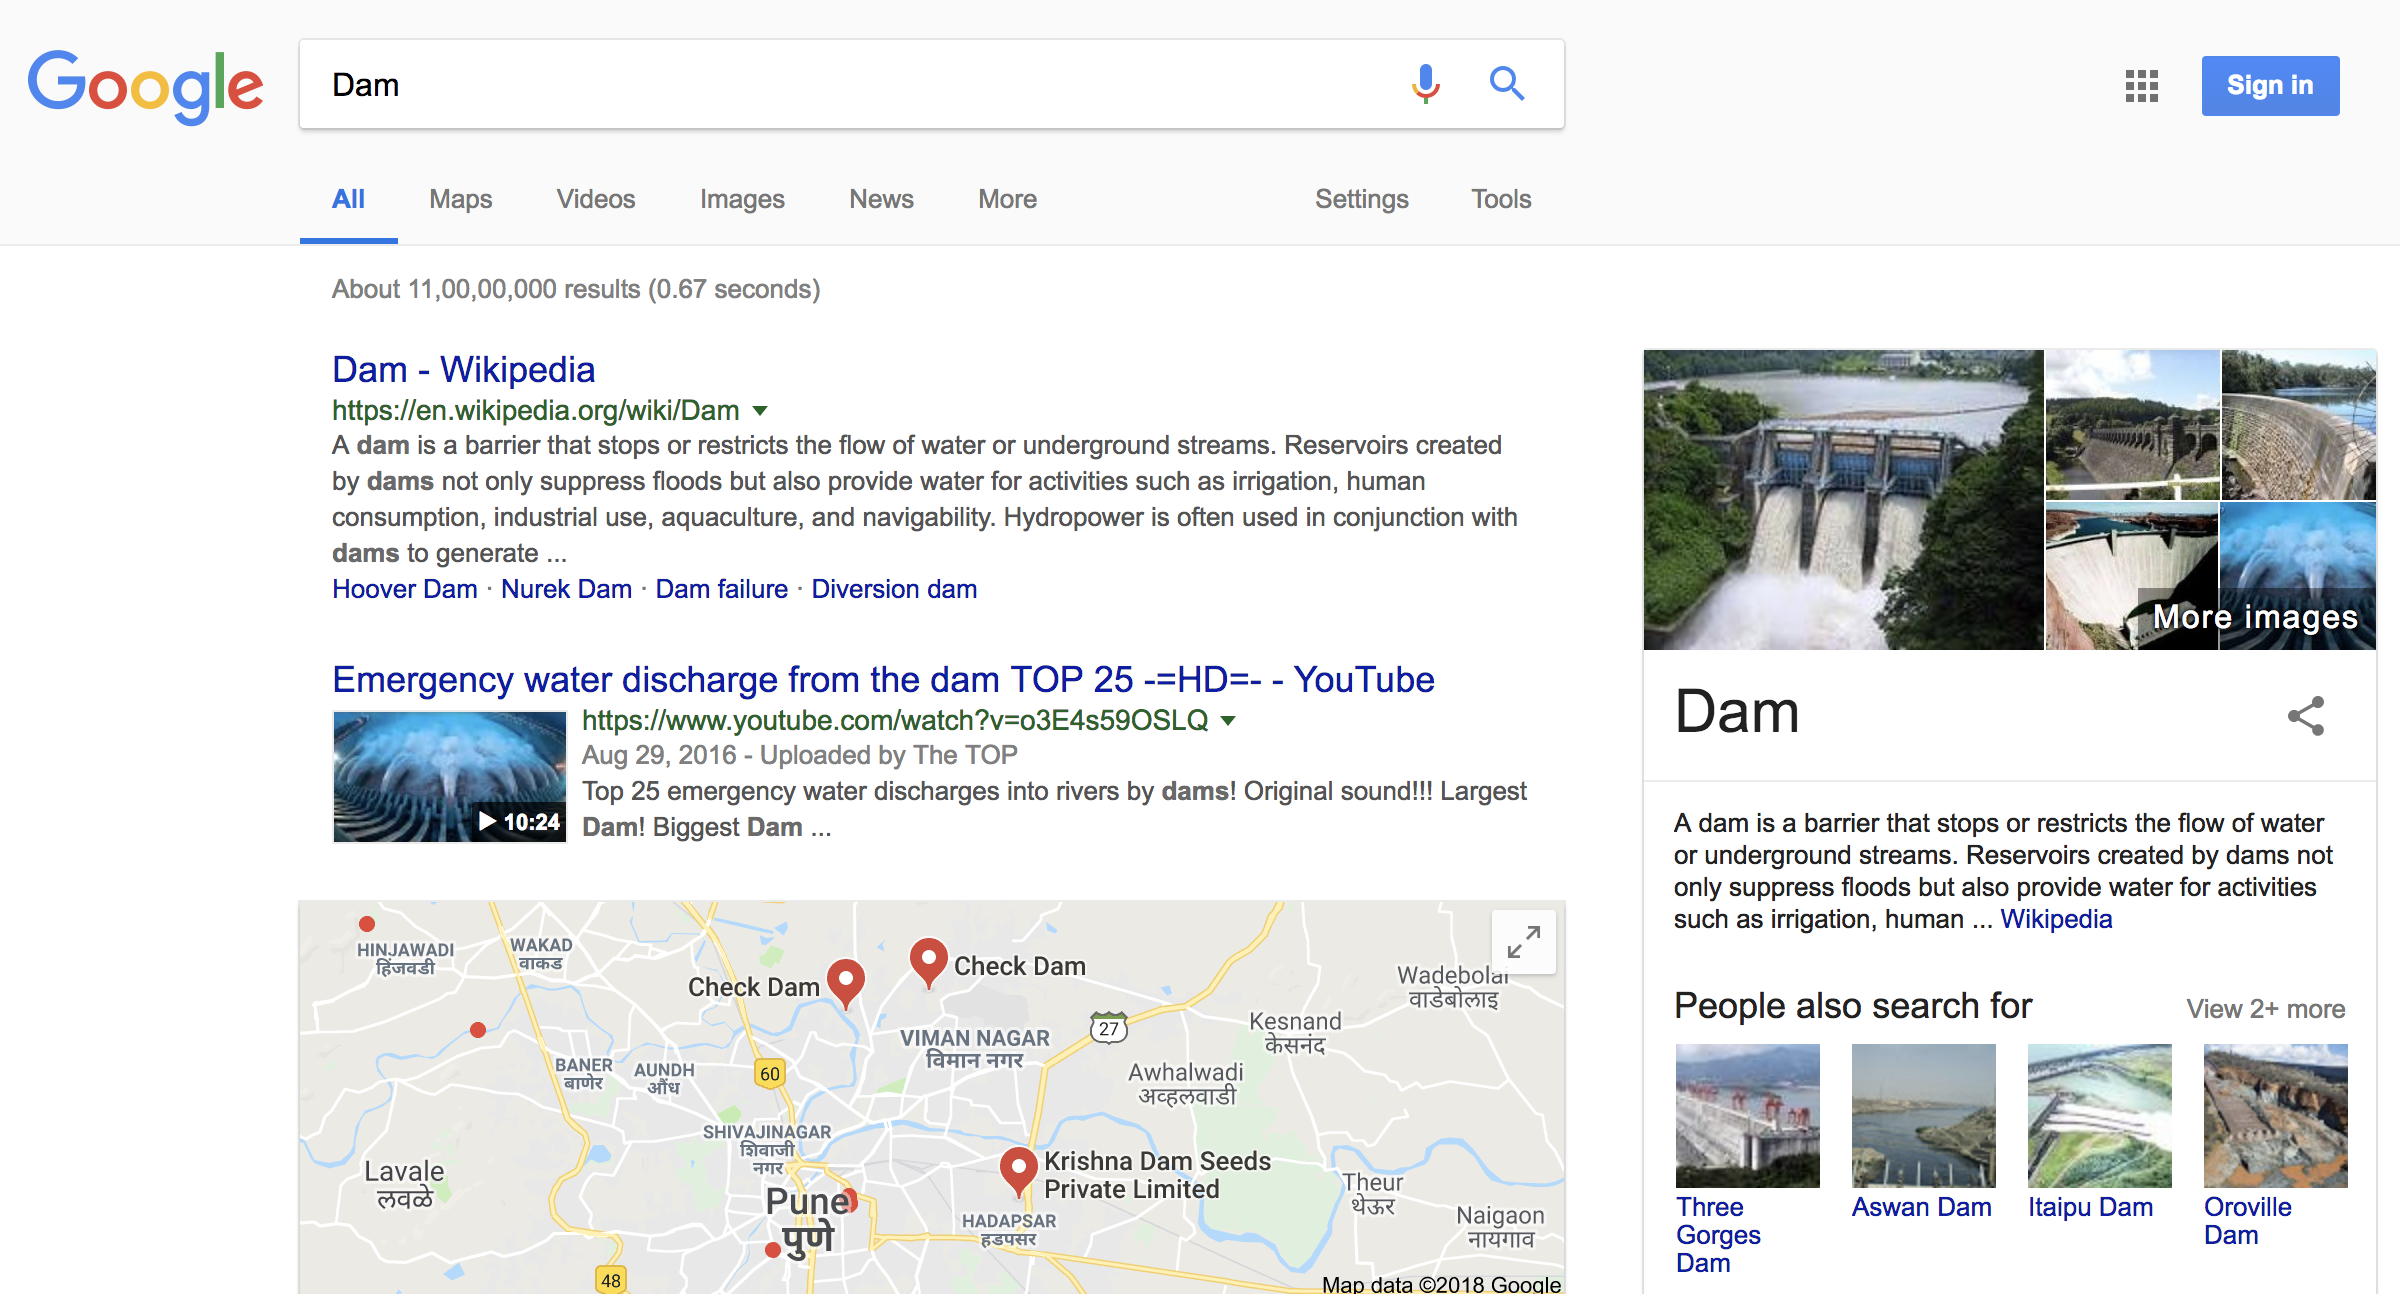 Google
Dam
Sign in
All
Maps
Videos
Images
News
More
Settings
Tools
About 11,00,00,000 results (0.67 seconds)
Dam - Wikipedia
https://en.wikipedia.org/wiki/Dam
A dam is a barrier that stops or restricts the flow of water or underground streams. Reservoirs created
by dams not only suppress floods but also provide water for activities such as irrigation, human
consumption, industrial use, aquaculture, and navigability. Hydropower is often used in conjunction with
dams to generate ...
Hoover Dam · Nurek Dam · Dam failure · Diversion dam
Emergency water discharge from the dam TOP 25 -=HD=- - YouTube
https://www.youtube.com/watch?v=o3E4s59OSLQ
Aug 29, 2016 - Uploaded by The TOP
Top 25 emergency water discharges into rivers by dams! Original sound!!! Largest
Dam! Biggest Dam ...
10:24
HINJAWADI
हिंजवडी
WAKAD
वाकड
Check Dam
Check Dam
Wadebolai
वाडेबोलाइ
VIMAN NAGAR
विमान नगर
27
Kesnand
केसनंद
BANER
बाणेर
AUNDH
औंध
60
Awhalwadi
अव्हलवाडी
SHIVAJINAGAR
शिवाजी
नगर
Lavale
लवळे
Krishna Dam Seeds
Private Limited
Theur
थेऊर
Pune
पुणे
HADAPSAR
हडपसर
Naigaon
नायगाव
48
Map data ©2018 Google
More images
Dam
A dam is a barrier that stops or restricts the flow of water
or underground streams. Reservoirs created by dams not
only suppress floods but also provide water for activities
such as irrigation, human ... Wikipedia
People also search for
View 2+ more
Three
Gorges
Dam
Aswan Dam
Itaipu Dam
Oroville
Dam